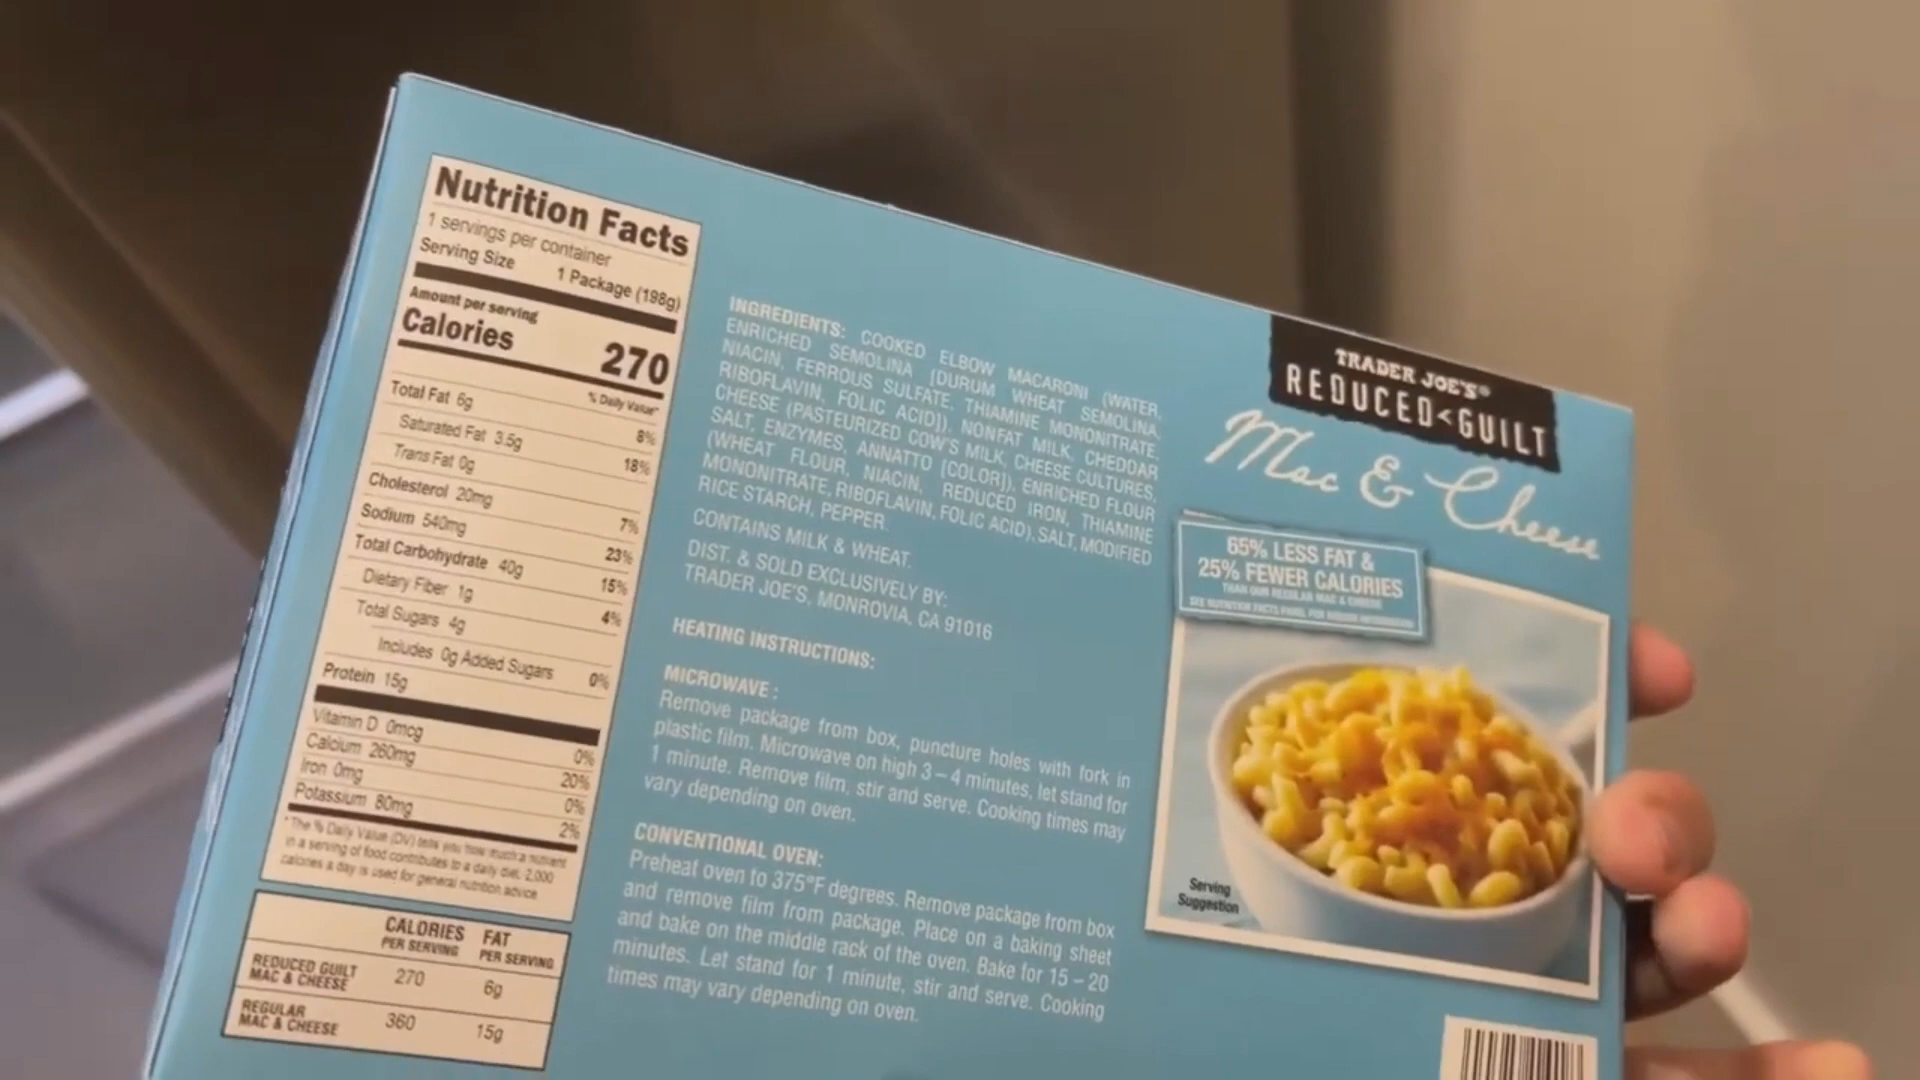 Nutrition Facts
1 servings per container
Serving Size 1 Package (198g)
Amount per serving
Calories 270
% Daily Value*
Total Fat 6g 8%
Saturated Fat 3.5g 18%
Trans Fat 0g
Cholesterol 20mg 7%
Sodium 540mg 23%
Total Carbohydrate 40g 15%
Dietary Fiber 1g 4%
Total Sugars 4g
Includes 0g Added Sugars 0%
Protein 15g
Vitamin D 0mcg 0%
Calcium 260mg 20%
Iron 0mg 0%
Potassium 80mg 2%
*The % Daily Value (DV) tells you how much a nutrient
in a serving of food contributes to a daily diet. 2,000
calories a day is used for general nutrition advice.
CALORIES FAT
PER SERVING PER SERVING
REDUCED GUILT
MAC & CHEESE 270 6g
REGULAR
MAC & CHEESE 360 15g
INGREDIENTS: COOKED ELBOW MACARONI (WATER,
ENRICHED SEMOLINA [DURUM WHEAT SEMOLINA,
NIACIN, FERROUS SULFATE, THIAMINE MONONITRATE,
RIBOFLAVIN, FOLIC ACID]), NONFAT MILK, CHEDDAR
CHEESE (PASTEURIZED COW'S MILK, CHEESE CULTURES,
SALT, ENZYMES, ANNATTO [COLOR]), ENRICHED FLOUR
(WHEAT FLOUR, NIACIN, REDUCED IRON, THIAMINE
MONONITRATE, RIBOFLAVIN, FOLIC ACID), SALT, MODIFIED
RICE STARCH, PEPPER.
CONTAINS MILK & WHEAT.
DIST. & SOLD EXCLUSIVELY BY:
TRADER JOE'S, MONROVIA, CA 91016
HEATING INSTRUCTIONS:
MICROWAVE:
Remove package from box, puncture holes with fork in
plastic film. Microwave on high 3 – 4 minutes, let stand for
1 minute. Remove film, stir and serve. Cooking times may
vary depending on oven.
CONVENTIONAL OVEN:
Preheat oven to 375°F degrees. Remove package from box
and remove film from package. Place on a baking sheet
and bake on the middle rack of the oven. Bake for 15 – 20
minutes. Let stand for 1 minute, stir and serve. Cooking
times may vary depending on oven.
TRADER JOE'S®
REDUCED<GUILT
Mac & Cheese
65% LESS FAT &
25% FEWER CALORIES
THAN OUR REGULAR MAC & CHEESE
SEE NUTRITION FACTS PANEL FOR
Serving
Suggestion